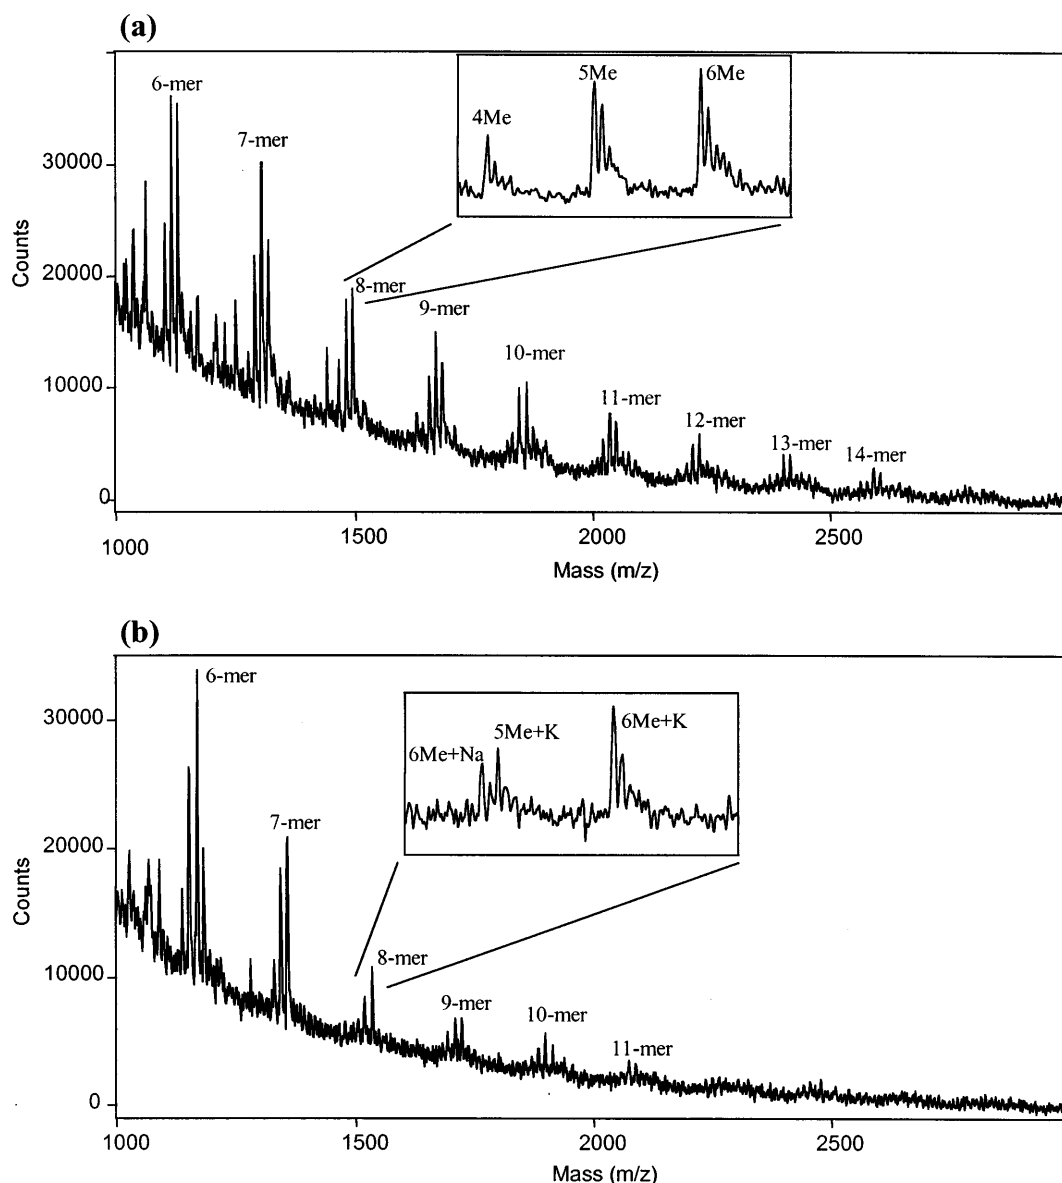 (a)
6-mer
7-mer
8-mer
9-mer
10-mer
11-mer
12-mer
13-mer
14-mer
4Me
5Me
6Me
30000
20000
10000
0
Counts
1000
1500
2000
2500
Mass (m/z)
(b)
6-mer
7-mer
8-mer
9-mer
10-mer
11-mer
6Me+Na
5Me+K
6Me+K
30000
20000
10000
0
Counts
1000
1500
2000
2500
Mass (m/z)